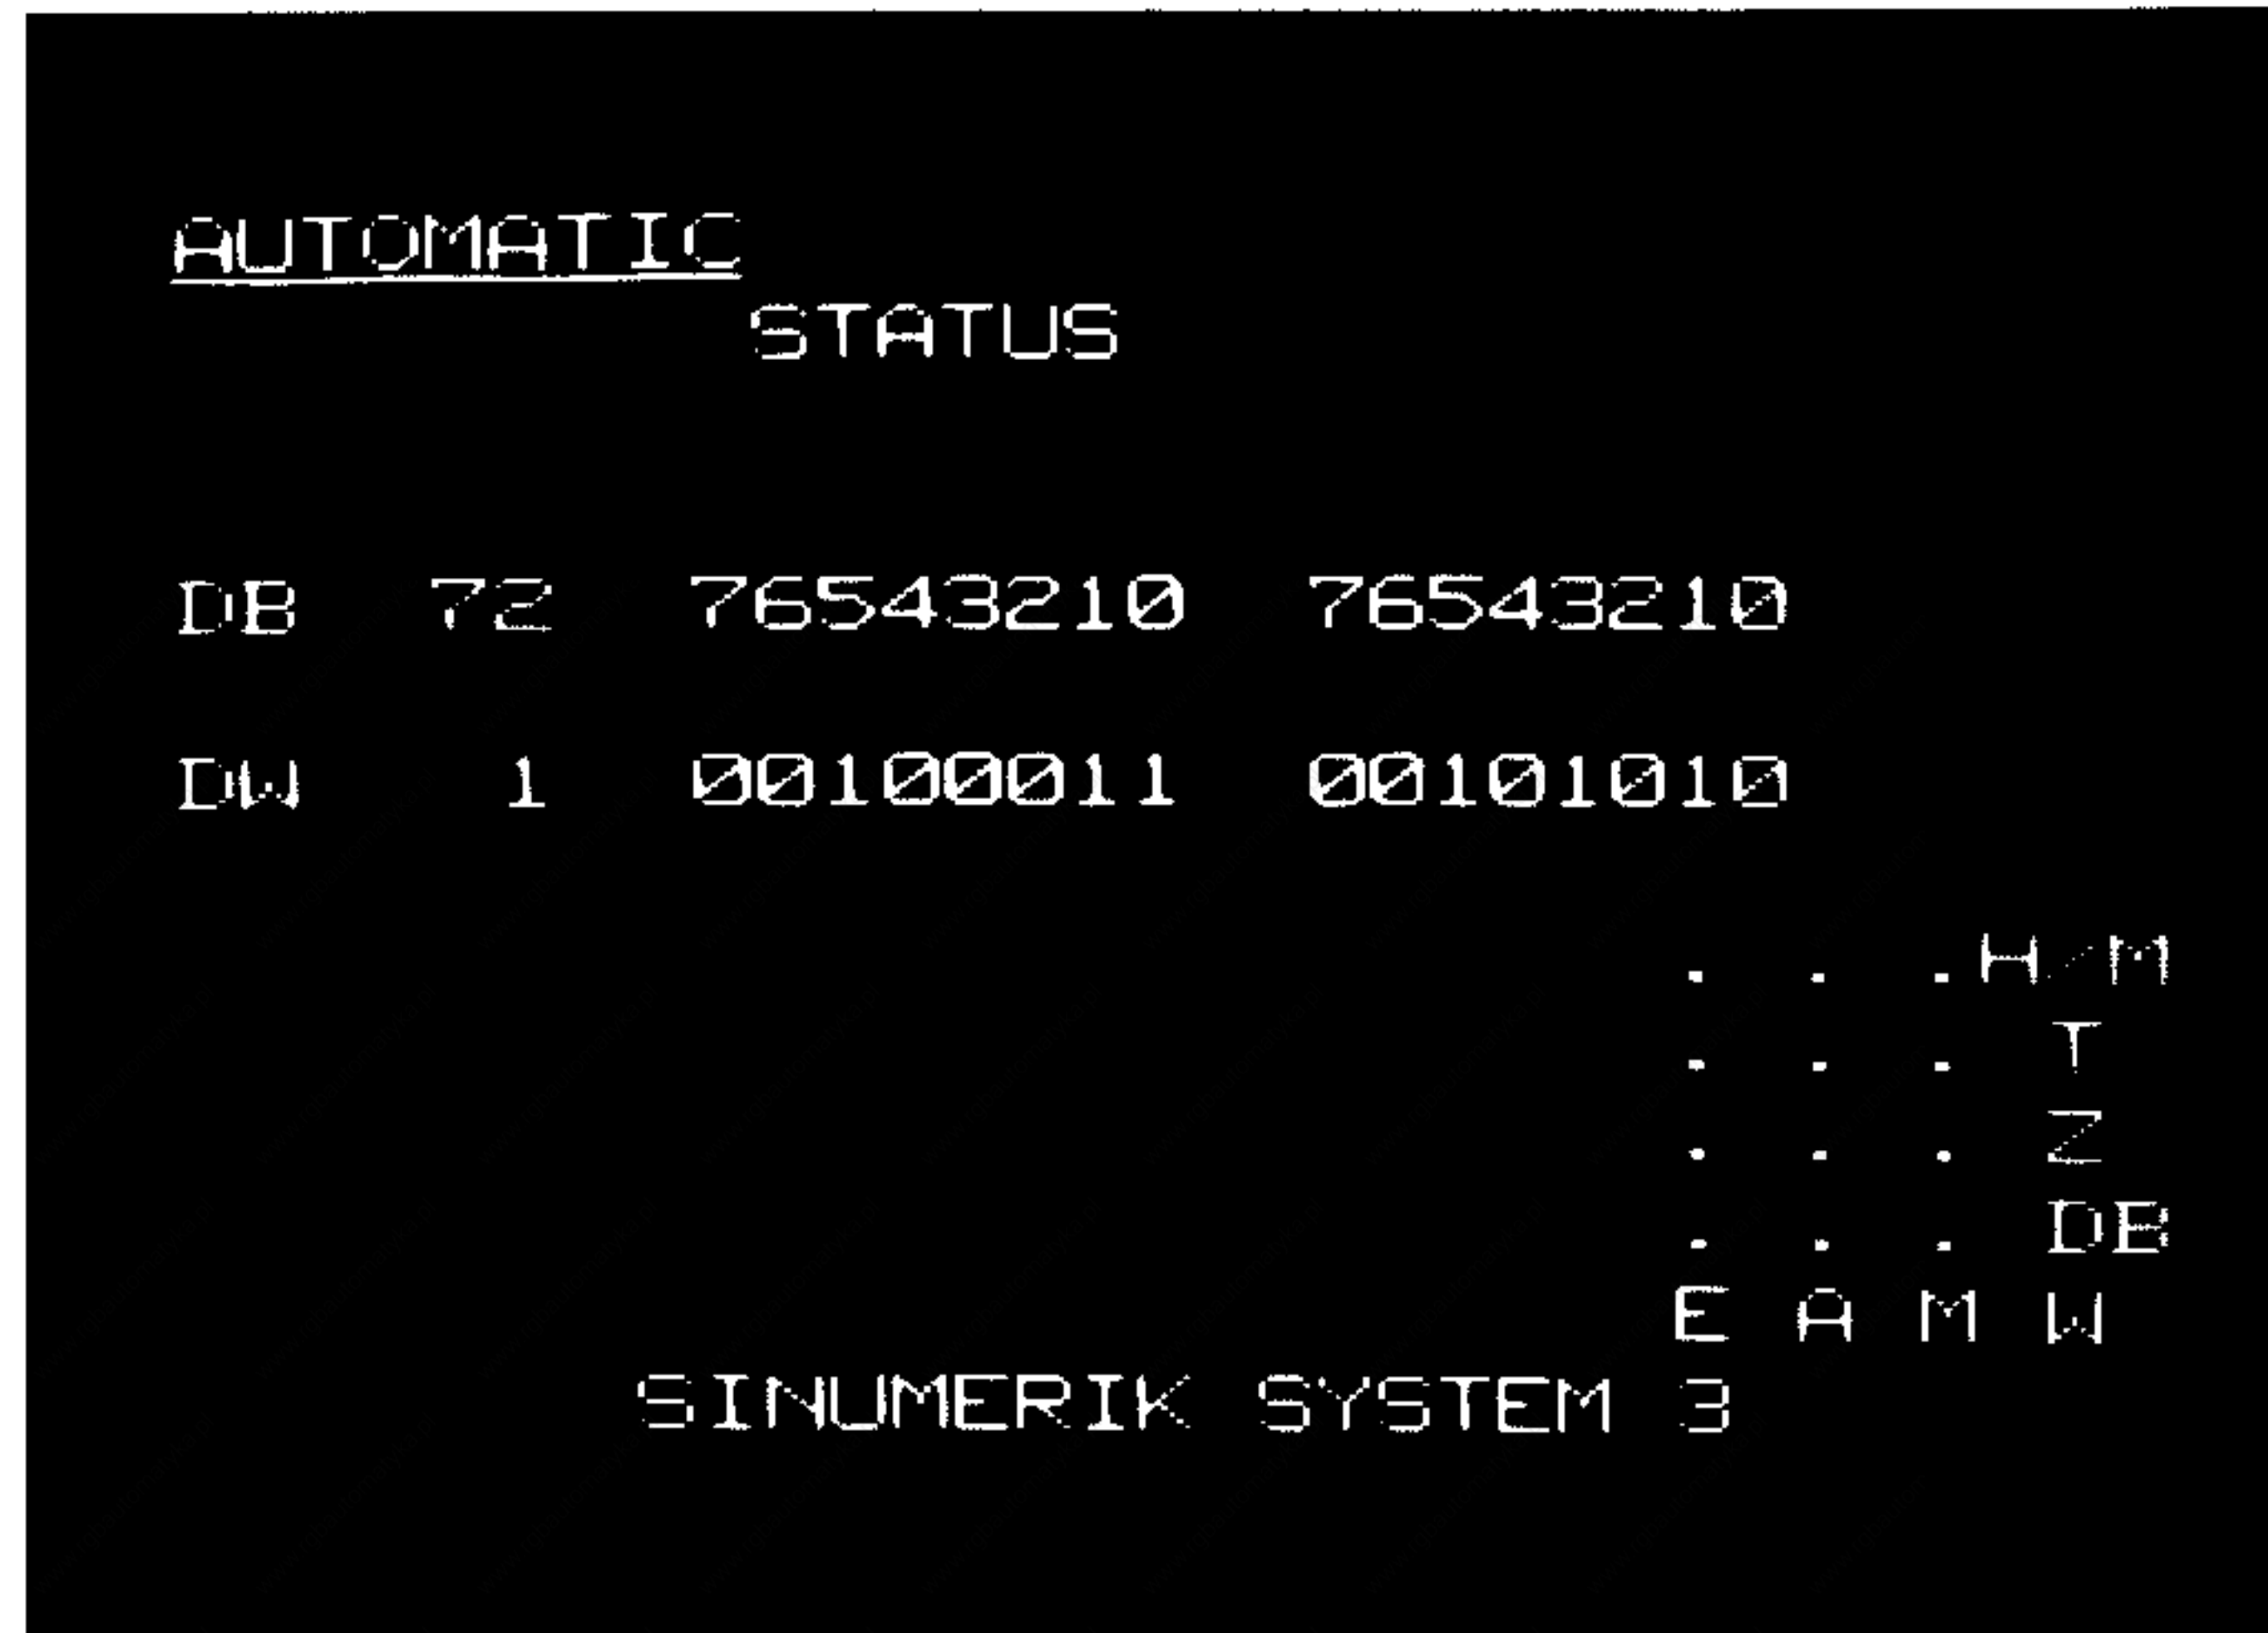 AUTOMATIC
STATUS
DB 72 76543210 76543210
DW 1 00100011 00101010
. . . H/M
. . . T
. . . Z
. . . DB
E A M W
SINUMERIK SYSTEM 3